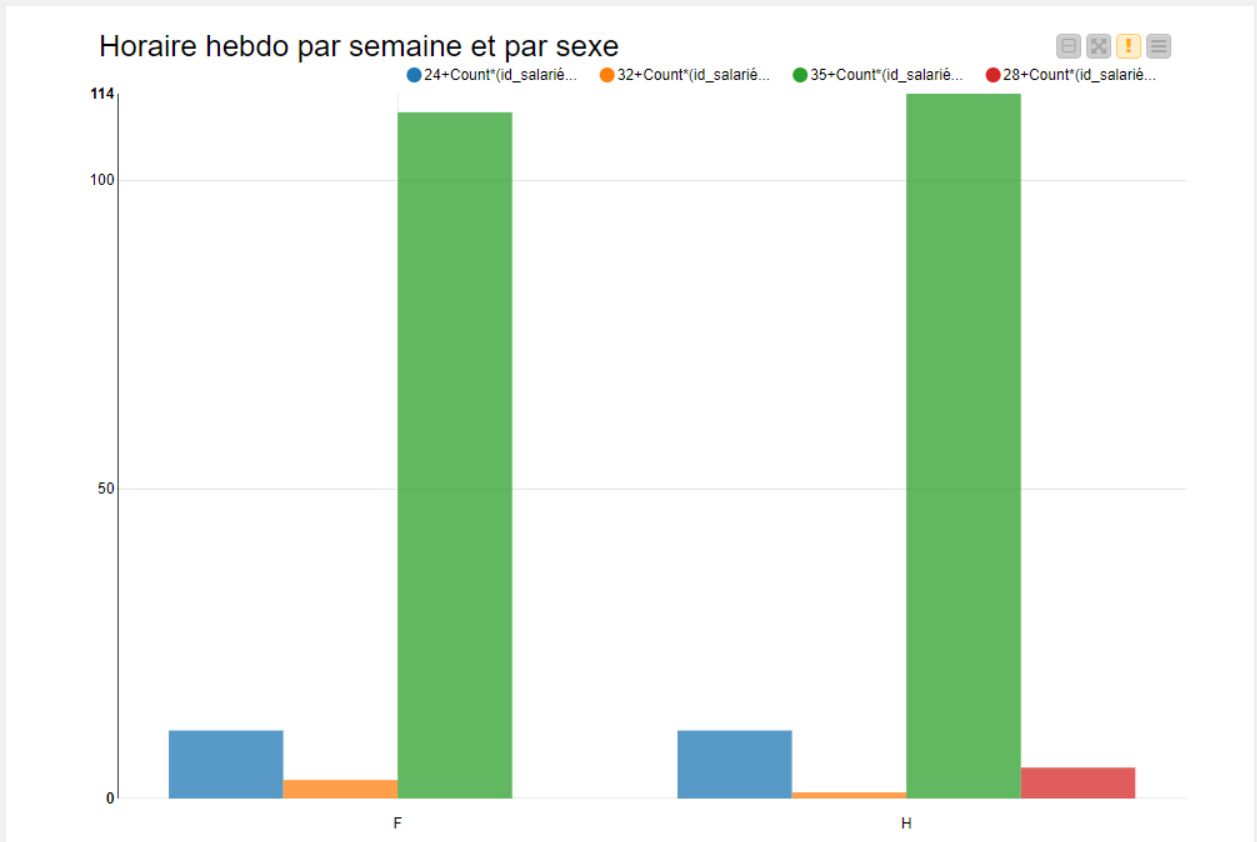 Horaire hebdo par semaine et par sexe
24+Count*(id_salarié... 32+Count*(id_salarié... 35+Count*(id_salarié... 28+Count*(id_salarié...
114
100
50
0
F H